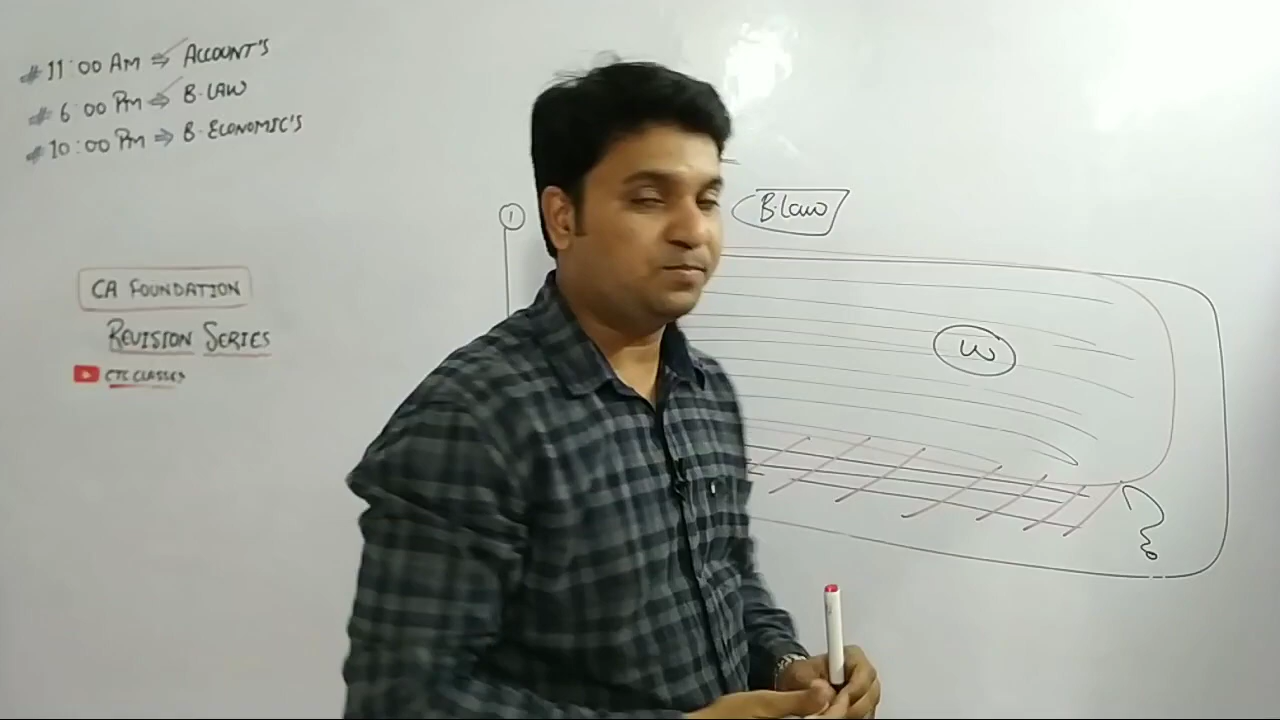 # 11:00 AM ⇒ ACCOUNT'S
# 6:00 PM ⇒ B.LAW
# 10:00 PM ⇒ B.ECONOMIC'S
CA FOUNDATION
REVISION SERIES
CTC CLASSES
1
B.Law
W